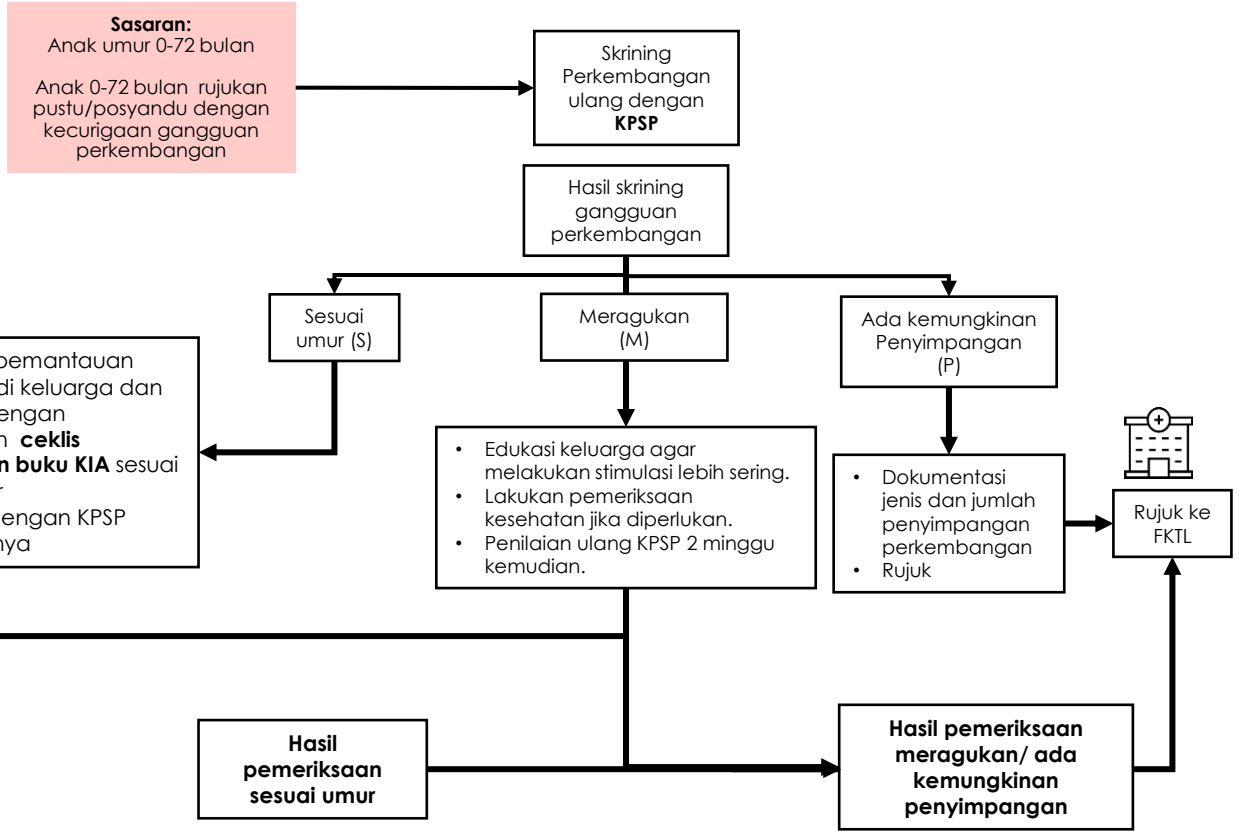 Sasaran:
Anak umur 0-72 bulan
Anak 0-72 bulan rujukan
pustu/posyandu dengan
kecurigaan gangguan
perkembangan
Skrining
Perkembangan
ulang dengan
KPSP
Hasil skrining
gangguan
perkembangan
Sesuai
umur (S)
Meragukan
(M)
Ada kemungkinan
Penyimpangan
(P)
pemantauan
di keluarga dan
engan
ceklis
buku KIA sesuai
engan KPSP
nya
• Edukasi keluarga agar
melakukan stimulasi lebih sering.
• Lakukan pemeriksaan
kesehatan jika diperlukan.
• Penilaian ulang KPSP 2 minggu
kemudian.
• Dokumentasi
jenis dan jumlah
penyimpangan
perkembangan
• Rujuk
Rujuk ke
FKTL
Hasil
pemeriksaan
sesuai umur
Hasil pemeriksaan
meragukan/ ada
kemungkinan
penyimpangan